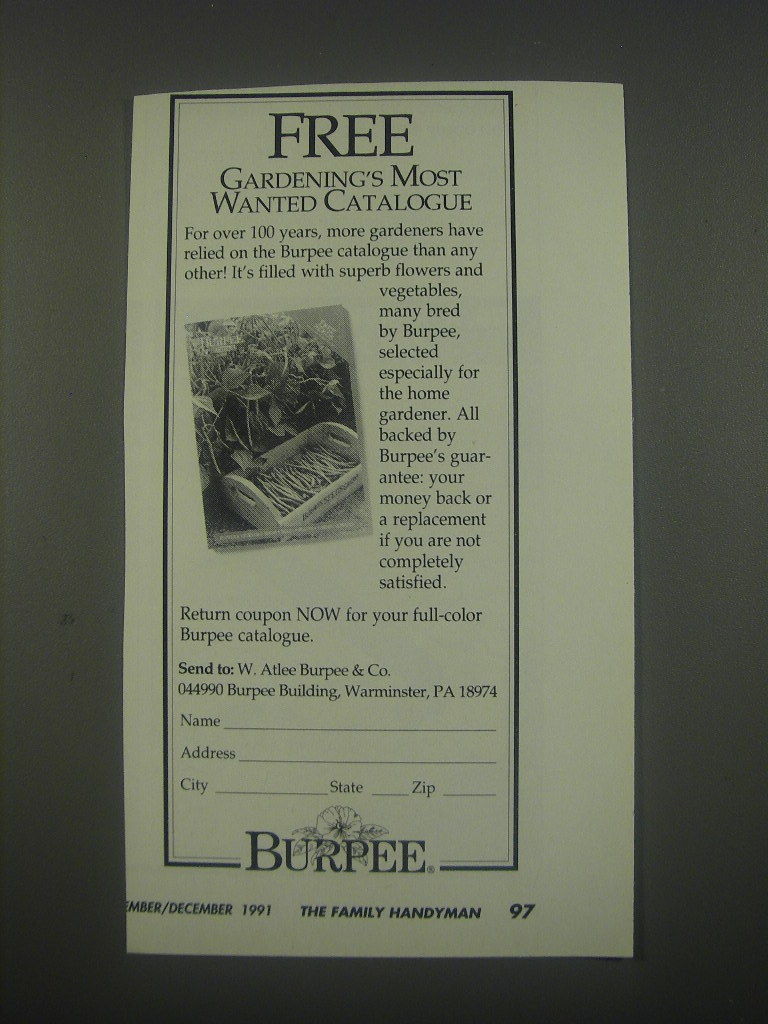 FREE
GARDENING'S MOST
WANTED CATALOGUE
For over 100 years, more gardeners have
relied on the Burpee catalogue than any
other! It's filled with superb flowers and
vegetables,
many bred
by Burpee,
selected
especially for
the home
gardener. All
backed by
Burpee's guar-
antee: your
money back or
a replacement
if you are not
completely
satisfied.
BURPEE
Return coupon NOW for your full-color
Burpee catalogue.
Send to: W. Atlee Burpee & Co.
044990 Burpee Building, Warminster, PA 18974
Name
Address
City State Zip
BURPEE®
EMBER/DECEMBER 1991 THE FAMILY HANDYMAN 97